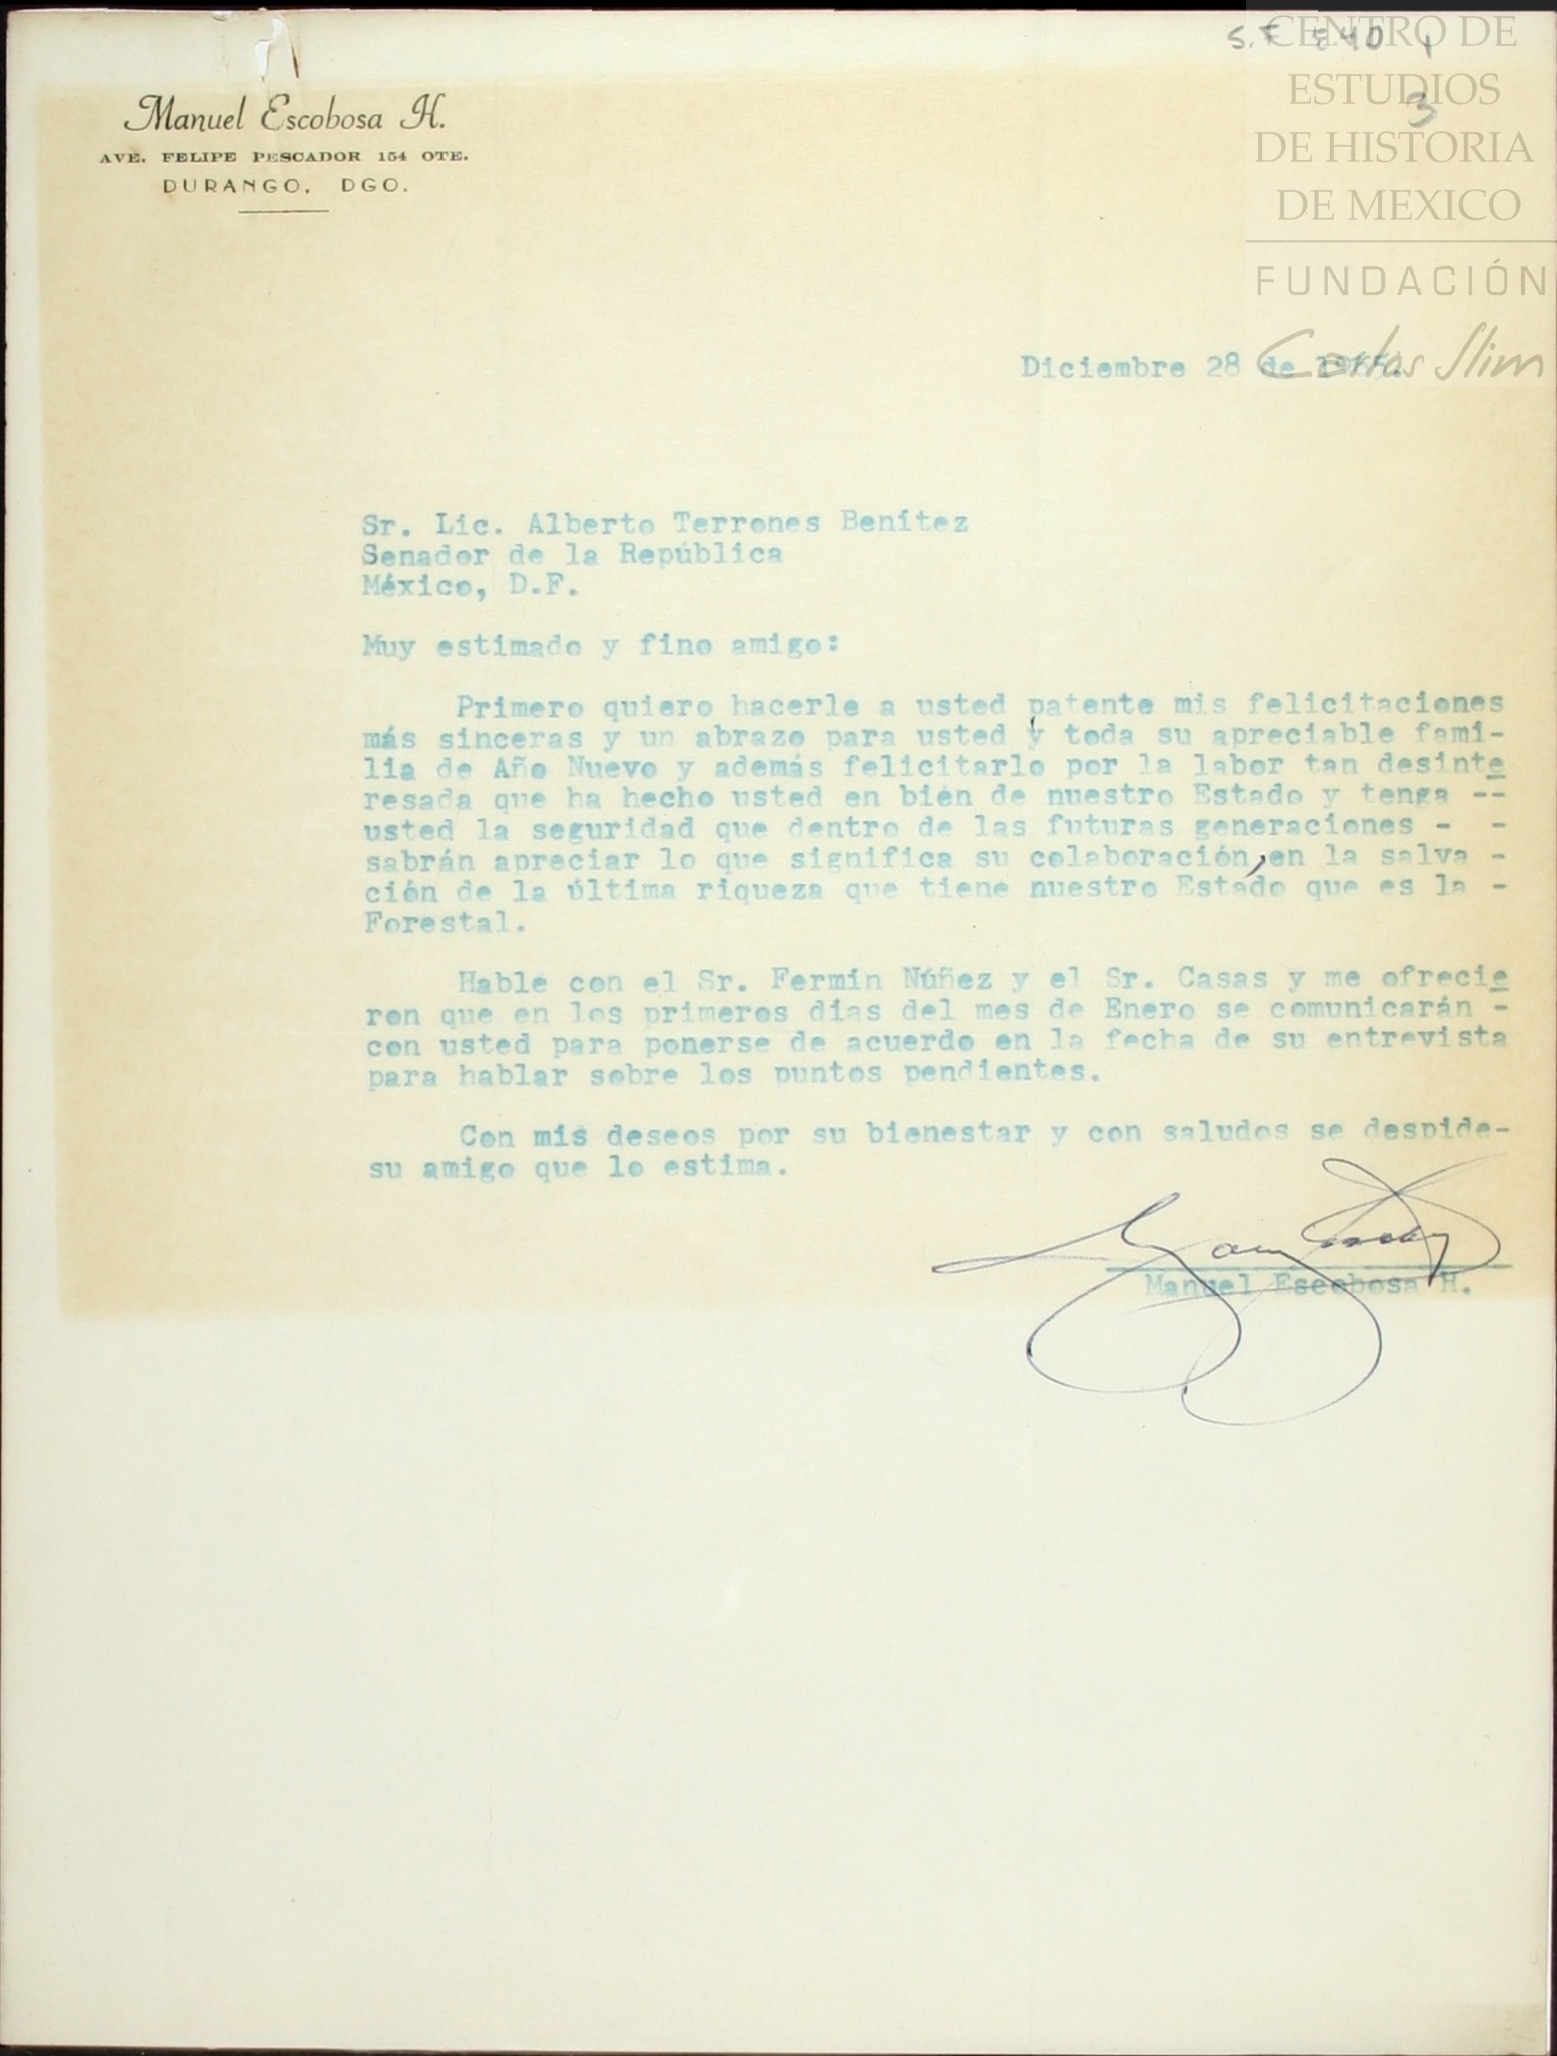 S.F 840 1
3
CENTRO DE
ESTUDIOS
DE HISTORIA
DE MEXICO
FUNDACIÓN
Carlos Slim
Manuel Escobosa H.
AVE. FELIPE PESCADOR 154 OTE.
DURANGO, DGO.
Diciembre 28 de 1965.
Sr. Lic. Alberto Terrones Benítez
Senador de la República
México, D.F.
Muy estimado y fino amigo:
Primero quiero hacerle a usted patente mis felicitaciones
más sinceras y un abrazo para usted y toda su apreciable fami-
lia de Año Nuevo y además felicitarlo por la labor tan desinte
resada que ha hecho usted en bién de nuestro Estado y tenga --
usted la seguridad que dentro de las futuras generaciones - -
sabrán apreciar lo que significa su colaboración, en la salva -
ción de la última riqueza que tiene nuestro Estado que es la -
Forestal.
Hablé con el Sr. Fermín Núñez y el Sr. Casas y me ofrecie
ron que en los primeros días del mes de Enero se comunicarán -
con usted para ponerse de acuerdo en la fecha de su entrevista
para hablar sobre los puntos pendientes.
Con mis deseos por su bienestar y con saludos se despide-
su amigo que lo estima.
Manuel Escobosa H.